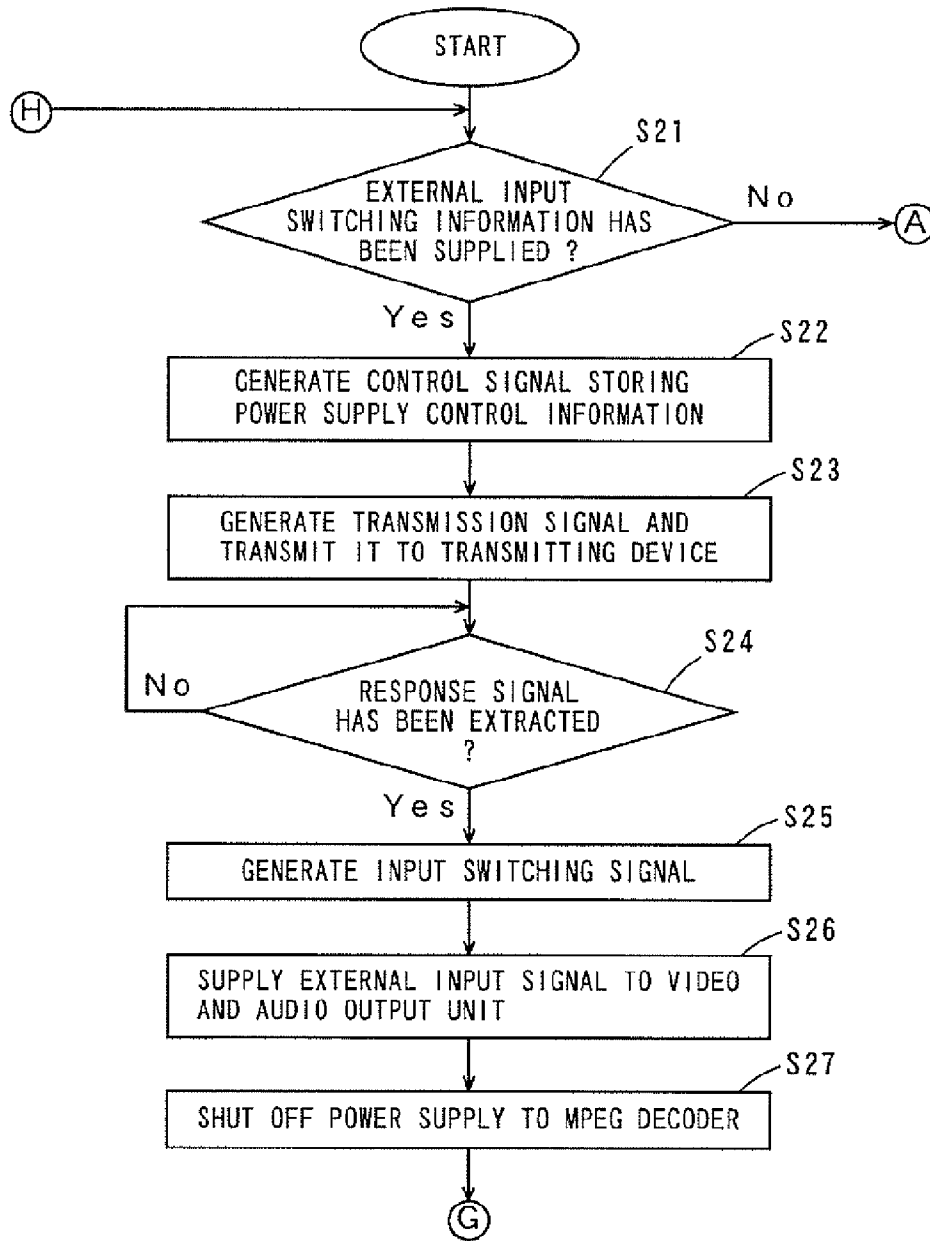 START
H
S21
EXTERNAL INPUT
SWITCHING INFORMATION HAS
BEEN SUPPLIED ?
No
A
Yes
S22
GENERATE CONTROL SIGNAL STORING
POWER SUPPLY CONTROL INFORMATION
S23
GENERATE TRANSMISSION SIGNAL AND
TRANSMIT IT TO TRANSMITTING DEVICE
S24
No
RESPONSE SIGNAL
HAS BEEN EXTRACTED
?
Yes
S25
GENERATE INPUT SWITCHING SIGNAL
S26
SUPPLY EXTERNAL INPUT SIGNAL TO VIDEO
AND AUDIO OUTPUT UNIT
S27
SHUT OFF POWER SUPPLY TO MPEG DECODER
G